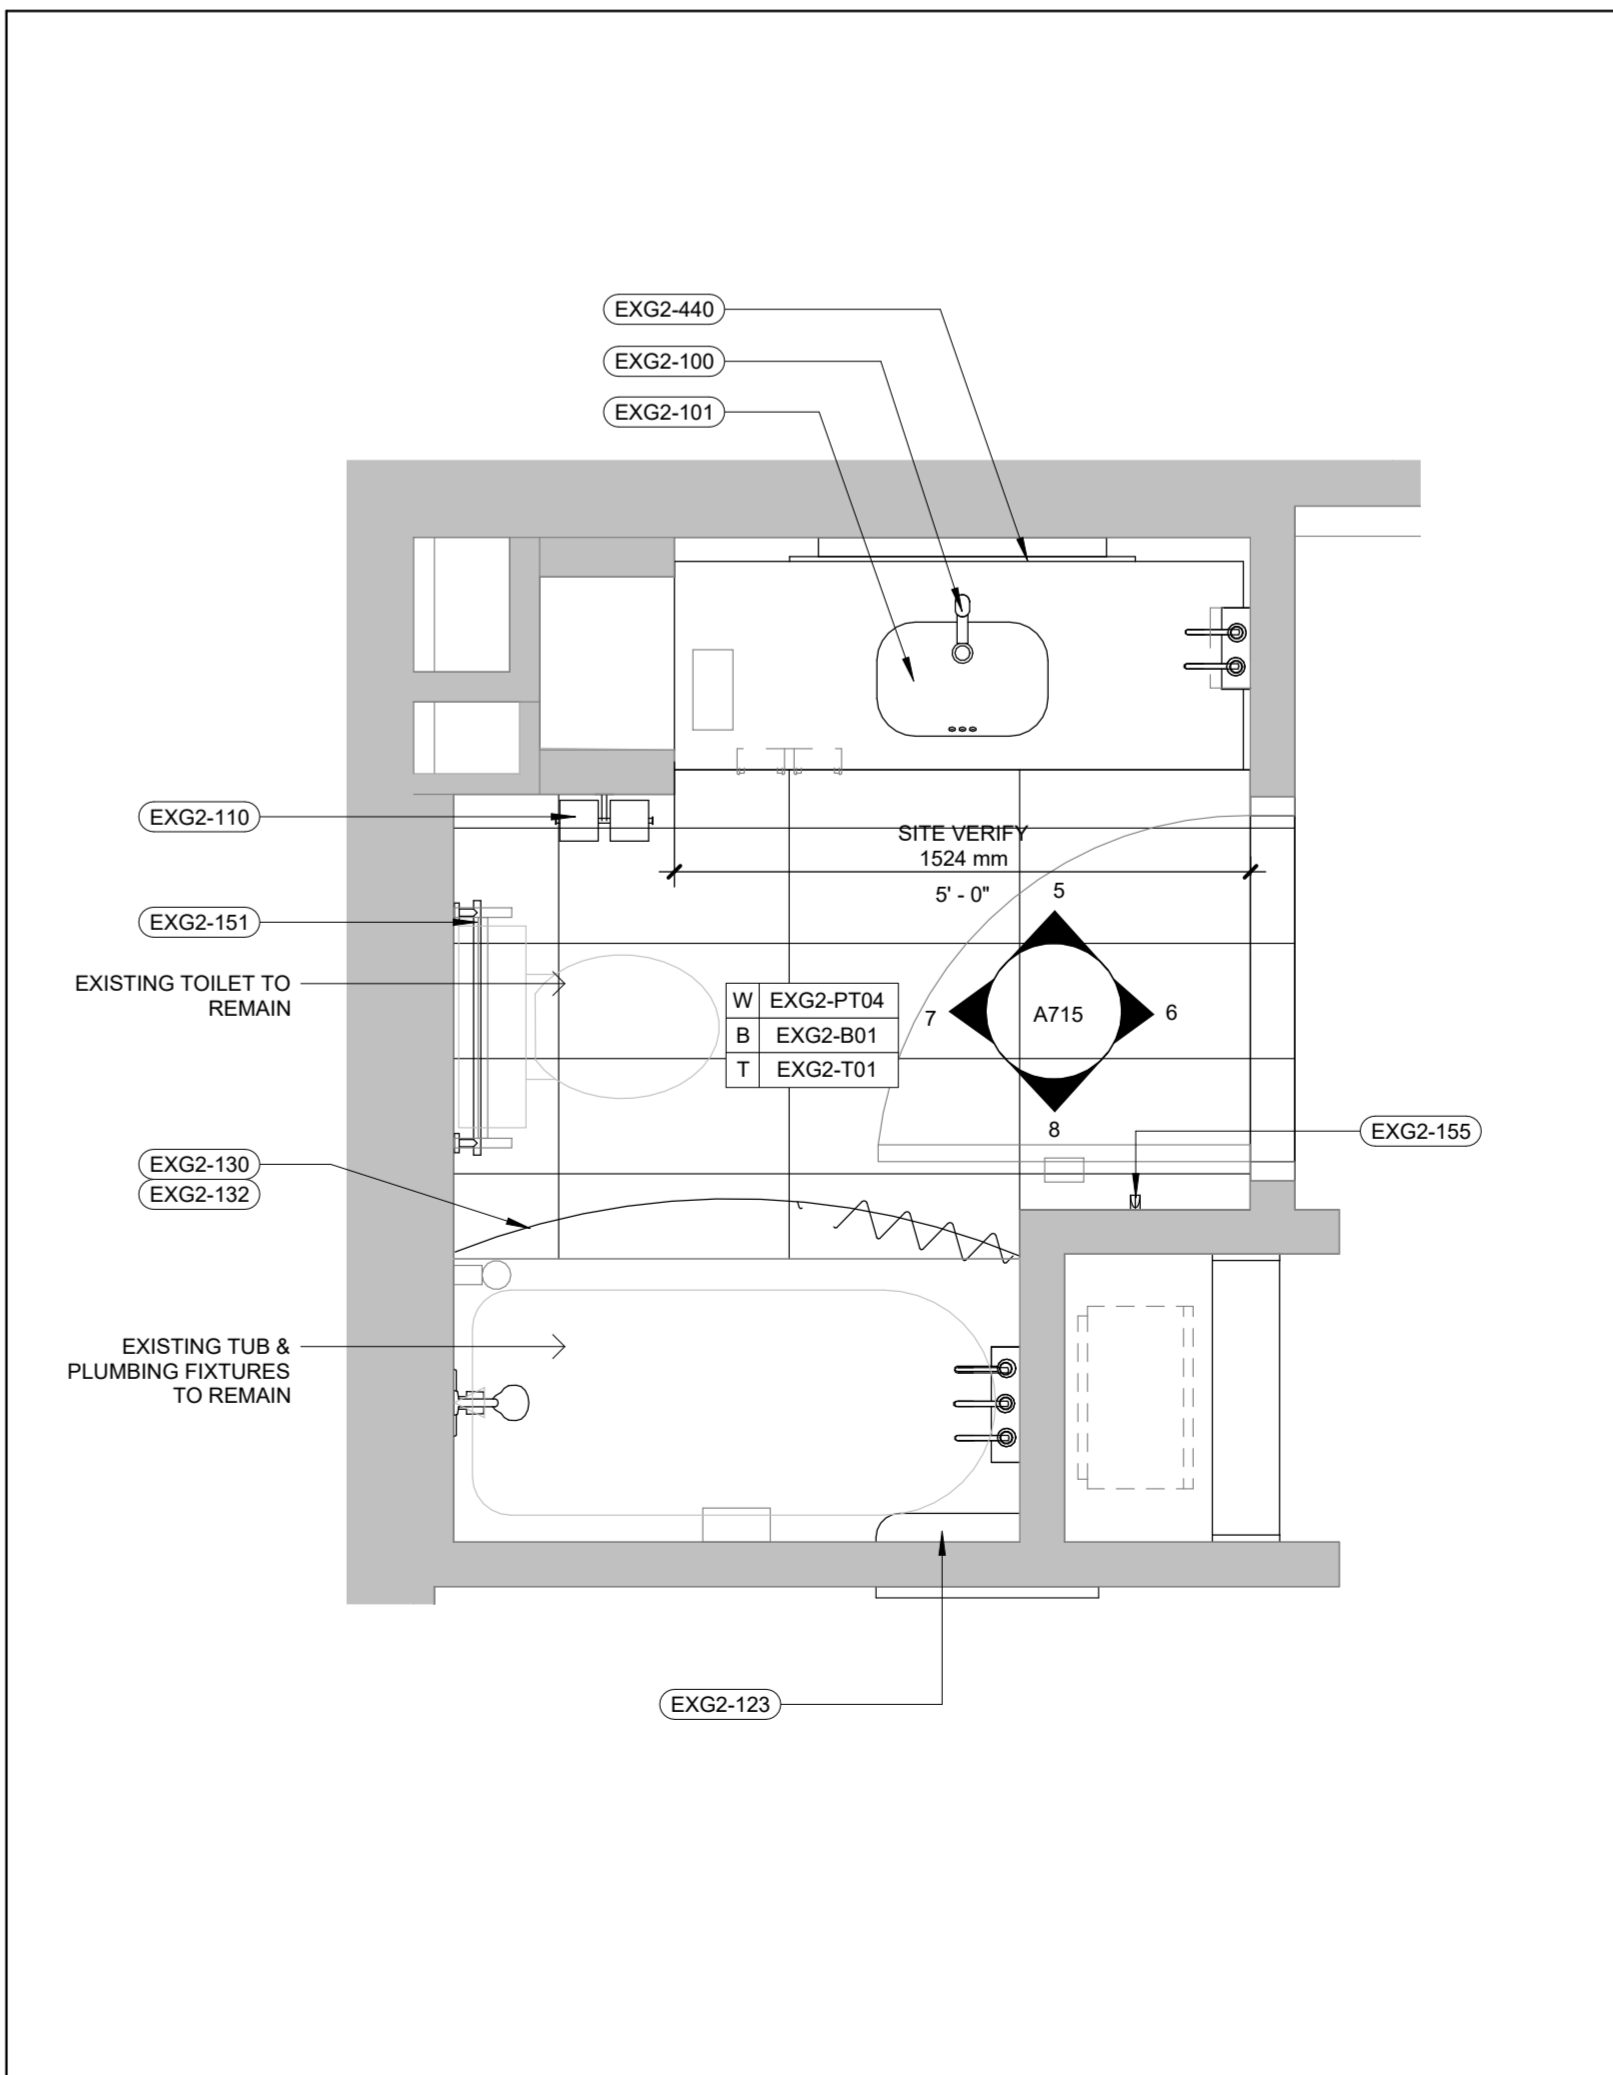 EXG2-440
EXG2-100
EXG2-101
EXG2-110
SITE VERIFY
1524 mm
5' - 0"
5
EXG2-151
EXISTING TOILET TO
REMAIN
W EXG2-PT04
B EXG2-B01
T EXG2-T01
7
A715
6
8
EXG2-155
EXG2-130
EXG2-132
EXISTING TUB &
PLUMBING FIXTURES
TO REMAIN
EXG2-123